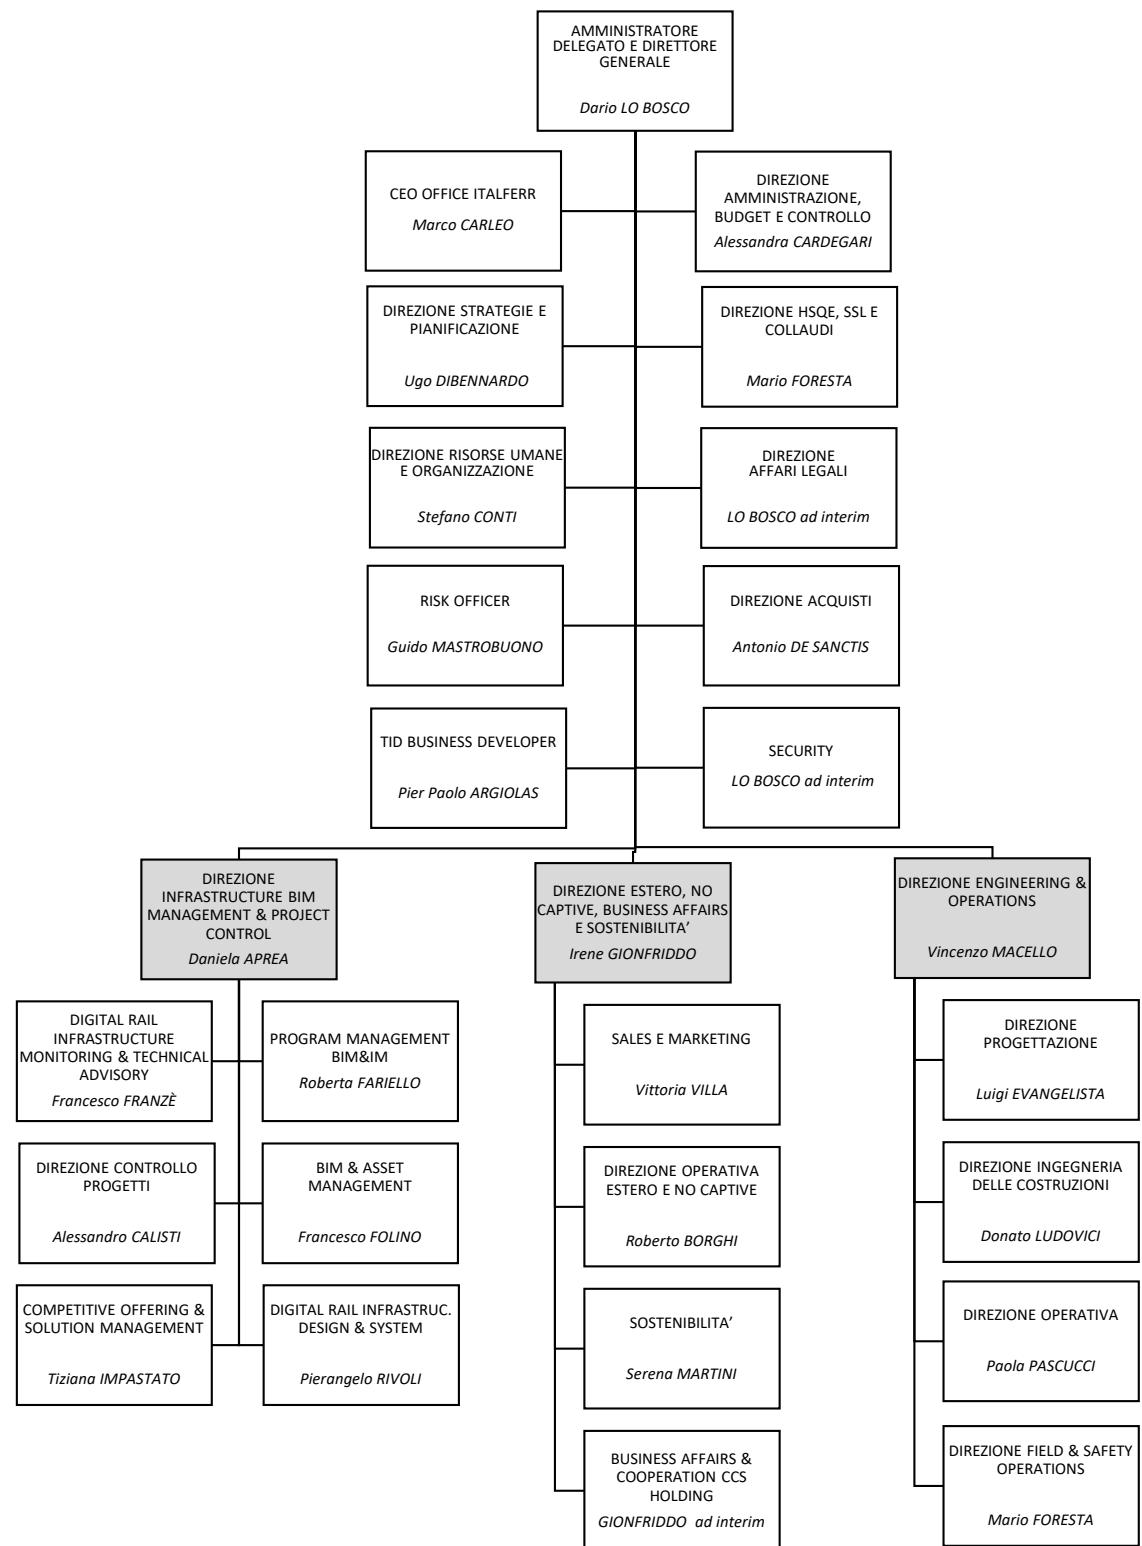 AMMINISTRATORE
DELEGATO E DIRETTORE
GENERALE
Dario LO BOSCO
CEO OFFICE ITALFERR
Marco CARLEO
DIREZIONE
AMMINISTRAZIONE,
BUDGET E CONTROLLO
Alessandra CARDEGARI
DIREZIONE STRATEGIE E
PIANIFICAZIONE
Ugo DIBENNARDO
DIREZIONE HSQE, SSL E
COLLAUDI
Mario FORESTA
DIREZIONE RISORSE UMANE
E ORGANIZZAZIONE
Stefano CONTI
DIREZIONE
AFFARI LEGALI
LO BOSCO ad interim
RISK OFFICER
Guido MASTROBUONO
DIREZIONE ACQUISTI
Antonio DE SANCTIS
TID BUSINESS DEVELOPER
Pier Paolo ARGIOLAS
SECURITY
LO BOSCO ad interim
DIREZIONE
INFRASTRUCTURE BIM
MANAGEMENT & PROJECT
CONTROL
Daniela APREA
DIREZIONE ESTERO, NO
CAPTIVE, BUSINESS AFFAIRS
E SOSTENIBILITA’
Irene GIONFRIDDO
DIREZIONE ENGINEERING &
OPERATIONS
Vincenzo MACELLO
DIGITAL RAIL
INFRASTRUCTURE
MONITORING & TECHNICAL
ADVISORY
Francesco FRANZÈ
PROGRAM MANAGEMENT
BIM&IM
Roberta FARIELLO
SALES E MARKETING
Vittoria VILLA
DIREZIONE
PROGETTAZIONE
Luigi EVANGELISTA
DIREZIONE CONTROLLO
PROGETTI
Alessandro CALISTI
BIM & ASSET
MANAGEMENT
Francesco FOLINO
DIREZIONE OPERATIVA
ESTERO E NO CAPTIVE
Roberto BORGHI
DIREZIONE INGEGNERIA
DELLE COSTRUZIONI
Donato LUDOVICI
COMPETITIVE OFFERING &
SOLUTION MANAGEMENT
Tiziana IMPASTATO
DIGITAL RAIL INFRASTRUC.
DESIGN & SYSTEM
Pierangelo RIVOLI
SOSTENIBILITA’
Serena MARTINI
DIREZIONE OPERATIVA
Paola PASCUCCI
BUSINESS AFFAIRS &
COOPERATION CCS
HOLDING
GIONFRIDDO ad interim
DIREZIONE FIELD & SAFETY
OPERATIONS
Mario FORESTA